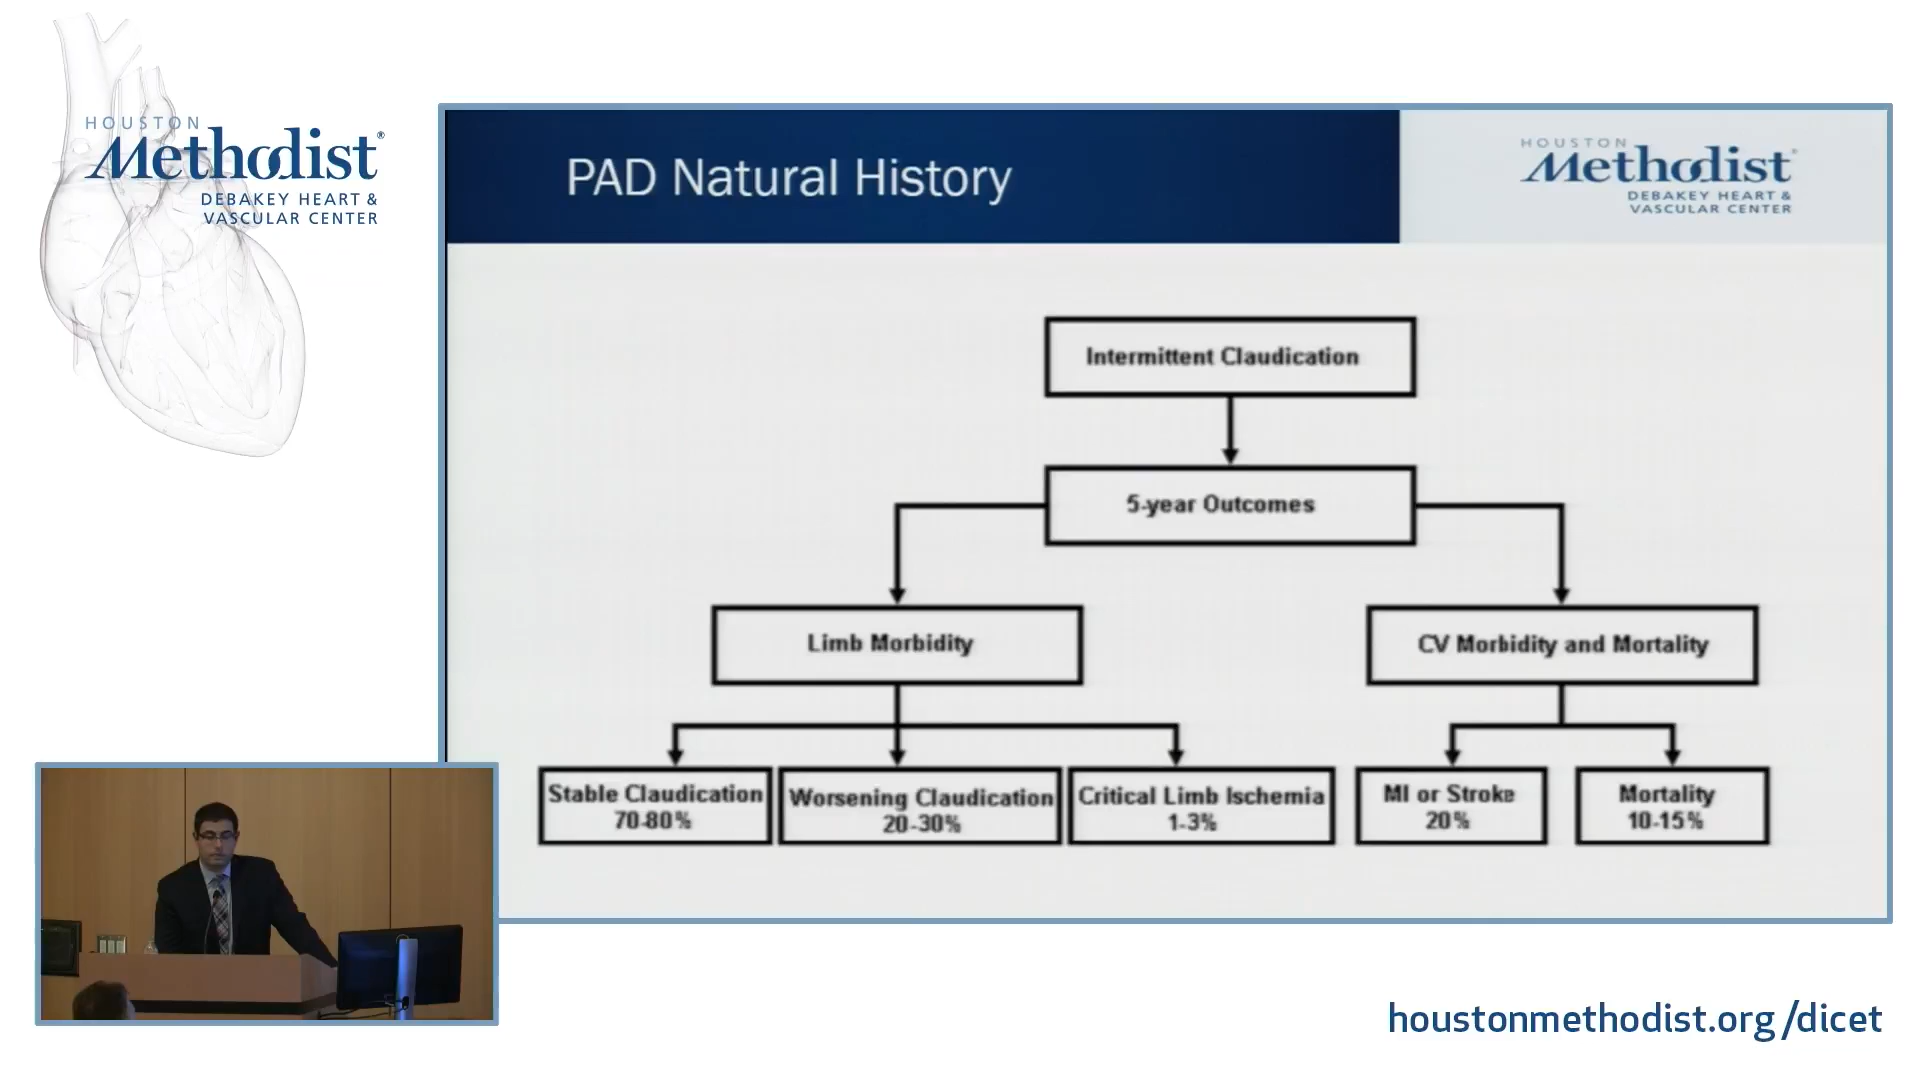 HOUSTON
Methodist®
DEBAKEY HEART &
VASCULAR CENTER
PAD Natural History
HOUSTON
Methodist®
DEBAKEY HEART &
VASCULAR CENTER
Intermittent Claudication
5-year Outcomes
Limb Morbidity
CV Morbidity and Mortality
Stable Claudication
70-80%
Worsening Claudication
20-30%
Critical Limb Ischemia
1-3%
MI or Stroke
20%
Mortality
10-15%
houstonmethodist.org/dicet